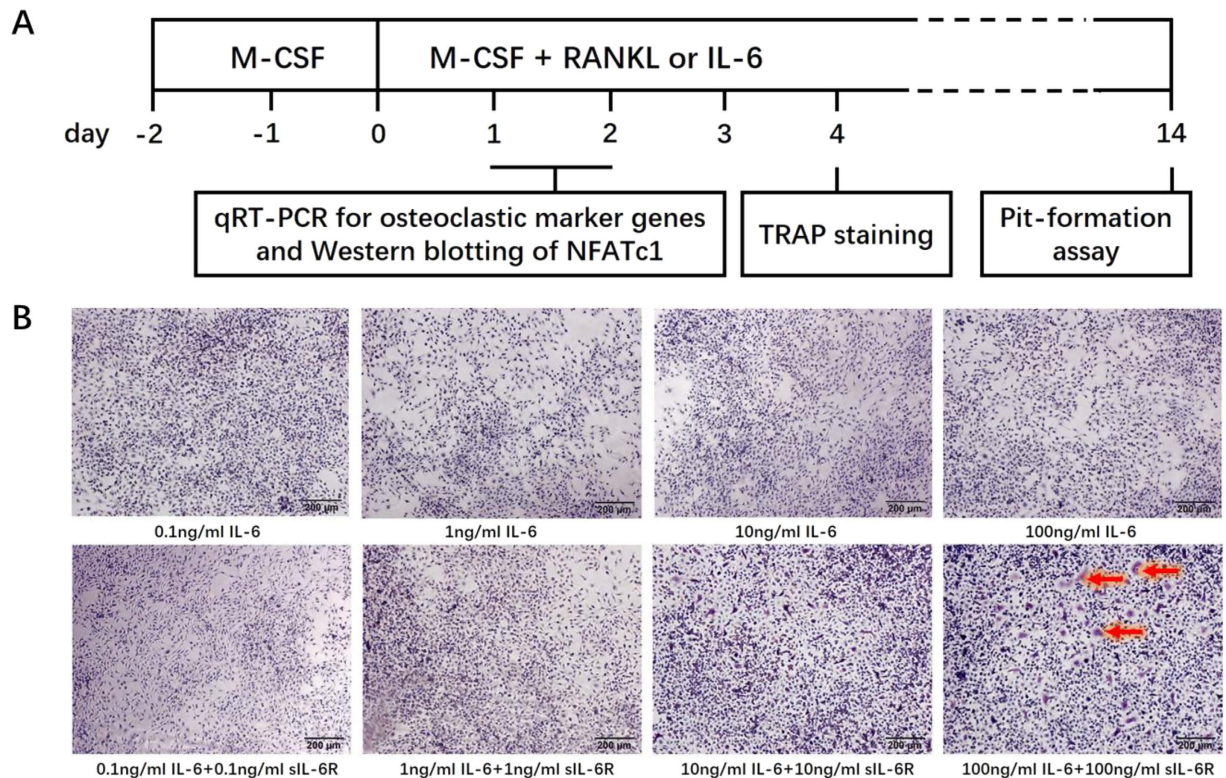 A
M-CSF
M-CSF + RANKL or IL-6
day -2 -1 0 1 2 3 4 14
qRT-PCR for osteoclastic marker genes
and Western blotting of NFATc1
TRAP staining
Pit-formation
assay
B
200 μm
200 μm
200 μm
200 μm
0.1ng/ml IL-6
1ng/ml IL-6
10ng/ml IL-6
100ng/ml IL-6
200 μm
200 μm
200 μm
200 μm
0.1ng/ml IL-6+0.1ng/ml sIL-6R
1ng/ml IL-6+1ng/ml sIL-6R
10ng/ml IL-6+10ng/ml sIL-6R
100ng/ml IL-6+100ng/ml sIL-6R